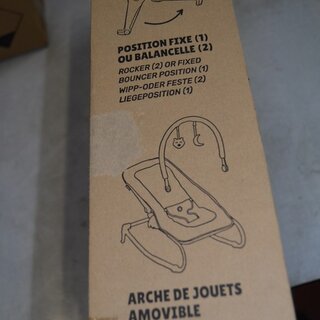 POSITION FIXE (1)
OU BALANCELLE (2)
ROCKER (2) OR FIXED
BOUNCER POSITION (1)
WIPP-ODER FESTE (2)
LIEGEPOSITION (1)
ARCHE DE JOUETS
AMOVIBLE